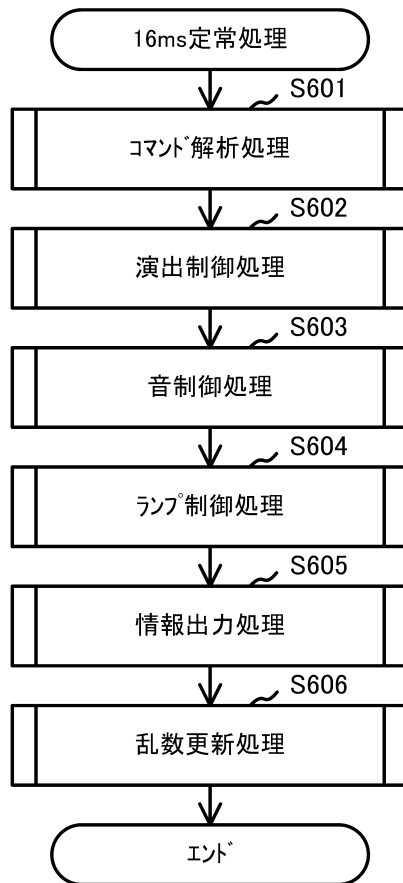 16ms定常処理
S601
コマンド解析処理
S602
演出制御処理
S603
音制御処理
S604
ランプ制御処理
S605
情報出力処理
S606
乱数更新処理
エンド